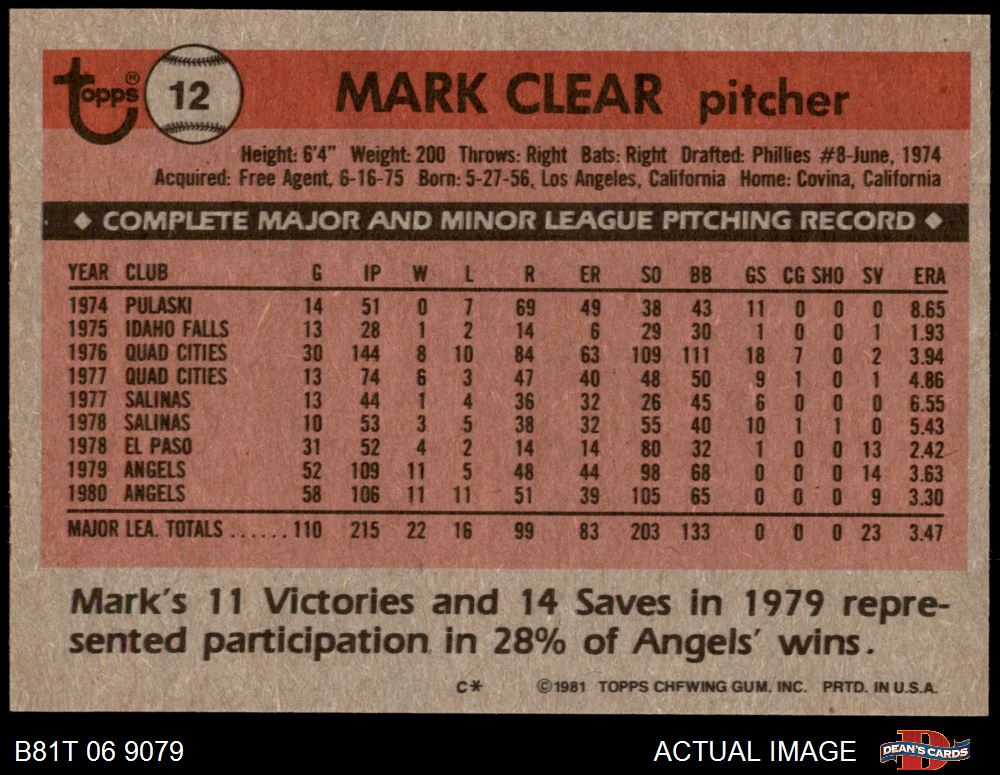 Topps® 12 MARK CLEAR pitcher
Height: 6'4" Weight: 200 Throws: Right Bats: Right Drafted: Phillies #8-June, 1974
Acquired: Free Agent, 6-16-75 Born: 5-27-56, Los Angeles, California Home: Covina, California
◆ COMPLETE MAJOR AND MINOR LEAGUE PITCHING RECORD ◆
YEAR CLUB G IP W L R ER SO BB GS CG SHO SV ERA
1974 PULASKI 14 51 0 7 69 49 38 43 11 0 0 0 8.65
1975 IDAHO FALLS 13 28 1 2 14 6 29 30 1 0 0 1 1.93
1976 QUAD CITIES 30 144 8 10 84 63 109 111 18 7 0 2 3.94
1977 QUAD CITIES 13 74 6 3 47 40 48 50 9 1 0 1 4.86
1977 SALINAS 13 44 1 4 36 32 26 45 6 0 0 0 6.55
1978 SALINAS 10 53 3 5 38 32 55 40 10 1 1 0 5.43
1978 EL PASO 31 52 4 2 14 14 80 32 1 0 0 13 2.42
1979 ANGELS 52 109 11 5 48 44 98 68 0 0 0 14 3.63
1980 ANGELS 58 106 11 11 51 39 105 65 0 0 0 9 3.30
MAJOR LEA. TOTALS ......110 215 22 16 99 83 203 133 0 0 0 23 3.47
Mark's 11 Victories and 14 Saves in 1979 repre-
sented participation in 28% of Angels' wins.
C* ©1981 TOPPS CHEWING GUM, INC. PRTD. IN U.S.A.
B81T 06 9079 ACTUAL IMAGE DEAN'S CARDS